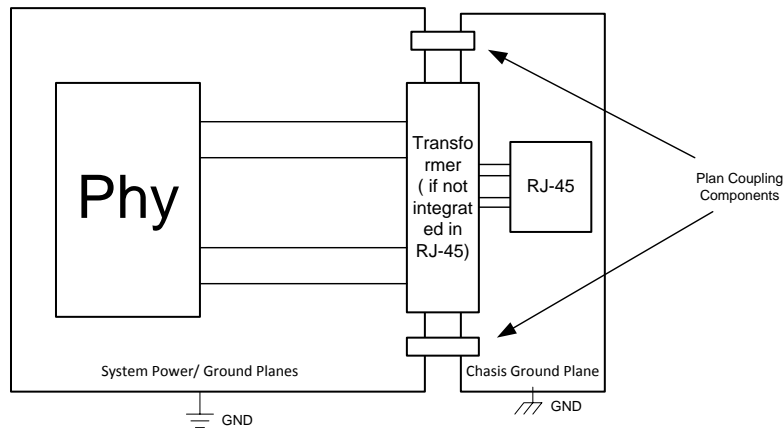 Phy
Transfo
rmer
( if not
integrat
ed in
RJ-45)
RJ-45
Plan Coupling
Components
System Power/ Ground Planes
Chasis Ground Plane
GND
GND